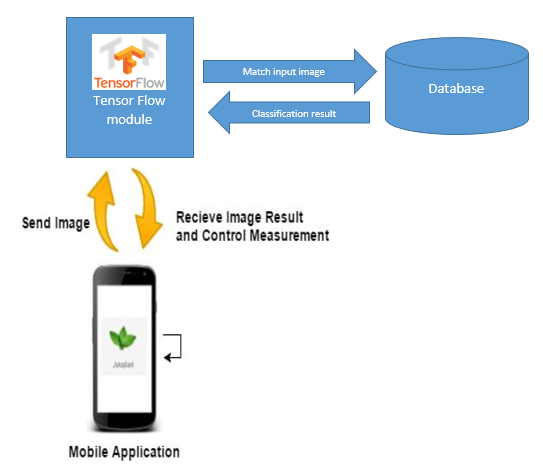 TensorFlow
Tensor Flow
module
Match input image
Classification result
Database
Send Image
Recieve Image Result
and Control Measurement
Mobile Application